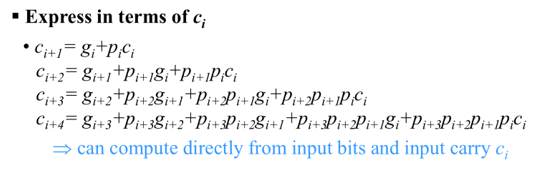 ▪ Express in terms of cᵢ
• cᵢ₊₁= gᵢ+pᵢcᵢ
cᵢ₊₂= gᵢ₊₁+pᵢ₊₁gᵢ+pᵢ₊₁pᵢcᵢ
cᵢ₊₃= gᵢ₊₂+pᵢ₊₂gᵢ₊₁+pᵢ₊₂pᵢ₊₁gᵢ+pᵢ₊₂pᵢ₊₁pᵢcᵢ
cᵢ₊₄= gᵢ₊₃+pᵢ₊₃gᵢ₊₂+pᵢ₊₃pᵢ₊₂gᵢ₊₁+pᵢ₊₃pᵢ₊₂pᵢ₊₁gᵢ+pᵢ₊₃pᵢ₊₂pᵢ₊₁pᵢcᵢ
⇒ can compute directly from input bits and input carry cᵢ